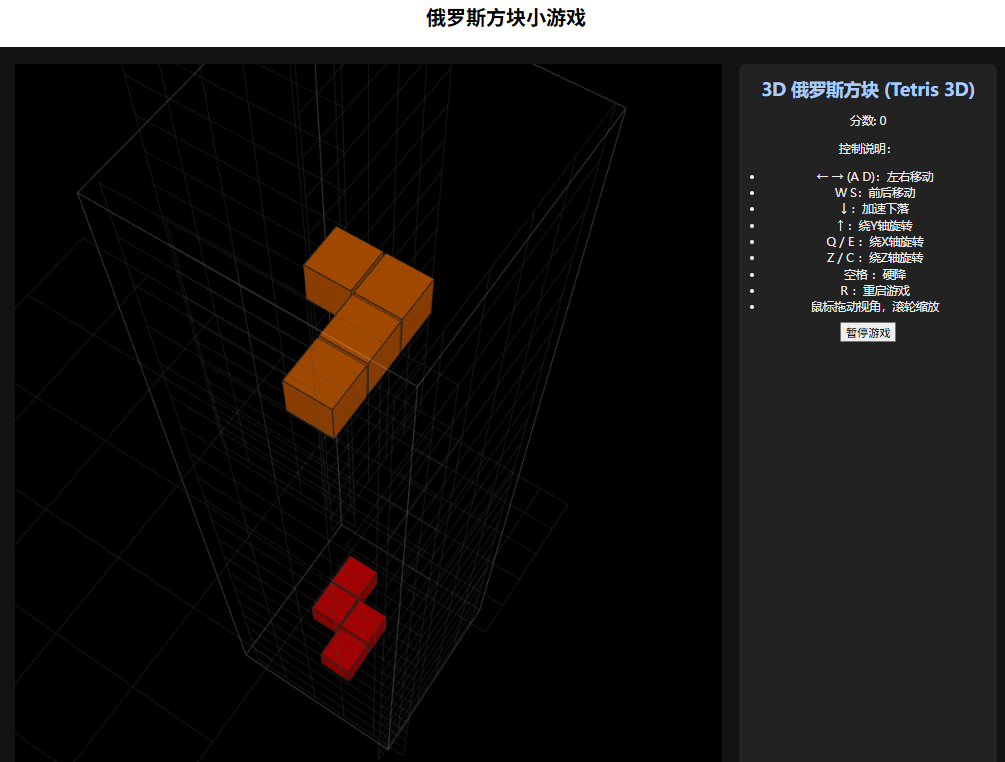 俄罗斯方块小游戏
3D 俄罗斯方块 (Tetris 3D)
分数: 0
控制说明：
← → (A D)：左右移动
W S：前后移动
↓：加速下落
↑：绕Y轴旋转
Q / E ：绕X轴旋转
Z / C ：绕Z轴旋转
空格 ：硬降
R ：重启游戏
鼠标拖动视角，滚轮缩放
暂停游戏